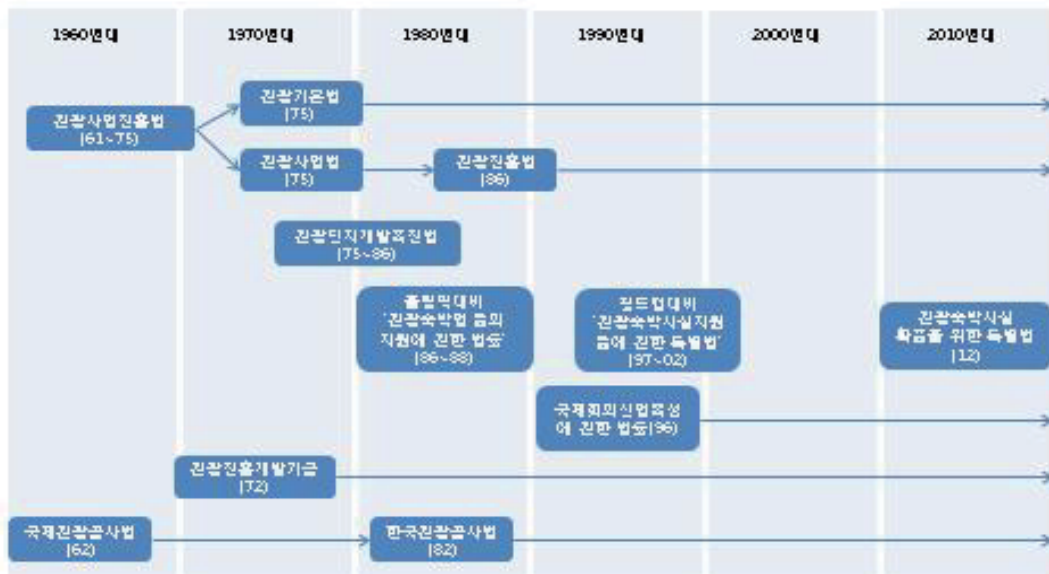 1960년대
1970년대
1980년대
1990년대
2000년대
2010년대
관광기본법
(75)
관광사업진흥법
(61~75)
관광사업법
(75)
관광진흥법
(86)
관광단지개발촉진법
(75~86)
올림픽대비
'관광숙박업 등의
지원에 관한 법률'
(86~88)
월드컵대비
'관광숙박시설지원
등에 관한 특별법'
(97~02)
관광숙박시설
확충을 위한 특별법
(12)
국제회의산업육성
에 관한 법률(96)
관광진흥개발기금
(72)
국제관광공사법
(62)
한국관광공사법
(82)